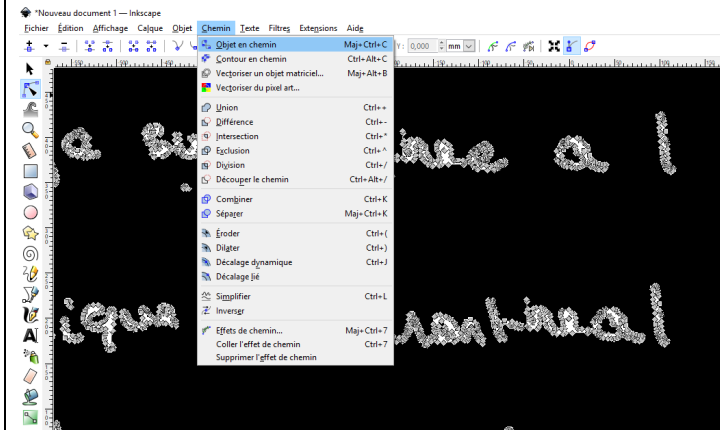 *Nouveau document 1 — Inkscape
Fichier Édition Affichage Calque Objet Chemin Texte Filtres Extensions Aide
Objet en chemin Maj+Ctrl+C
Y: 0,000 mm
Contour en chemin Ctrl+Alt+C
Vectoriser un objet matriciel... Maj+Alt+B
Vectoriser du pixel art...
Union Ctrl++
Différence Ctrl+-
Intersection Ctrl+*
Exclusion Ctrl+^
Division Ctrl+/
Découper le chemin Ctrl+Alt+/
Combiner Ctrl+K
Séparer Maj+Ctrl+K
Éroder Ctrl+(
Dilater Ctrl+)
Décalage dynamique Ctrl+J
Décalage lié
Simplifier Ctrl+L
Inverser
Effets de chemin... Maj+Ctrl+7
Coller l'effet de chemin Ctrl+7
Supprimer l'effet de chemin